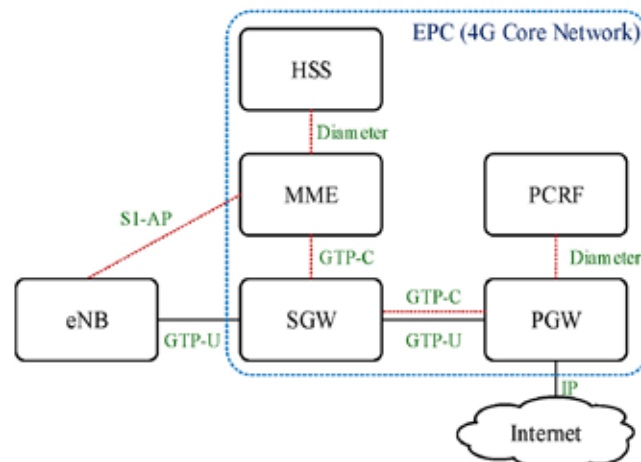 EPC (4G Core Network)
HSS
Diameter
MME
PCRF
S1-AP
GTP-C
Diameter
eNB
SGW
GTP-C
PGW
GTP-U
GTP-U
IP
Internet